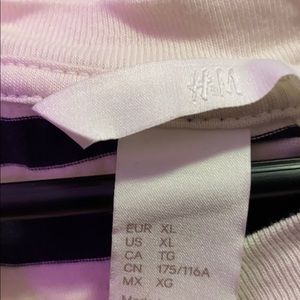 H&M
EUR XL
US XL
CA TG
CN 175/116A
MX XG